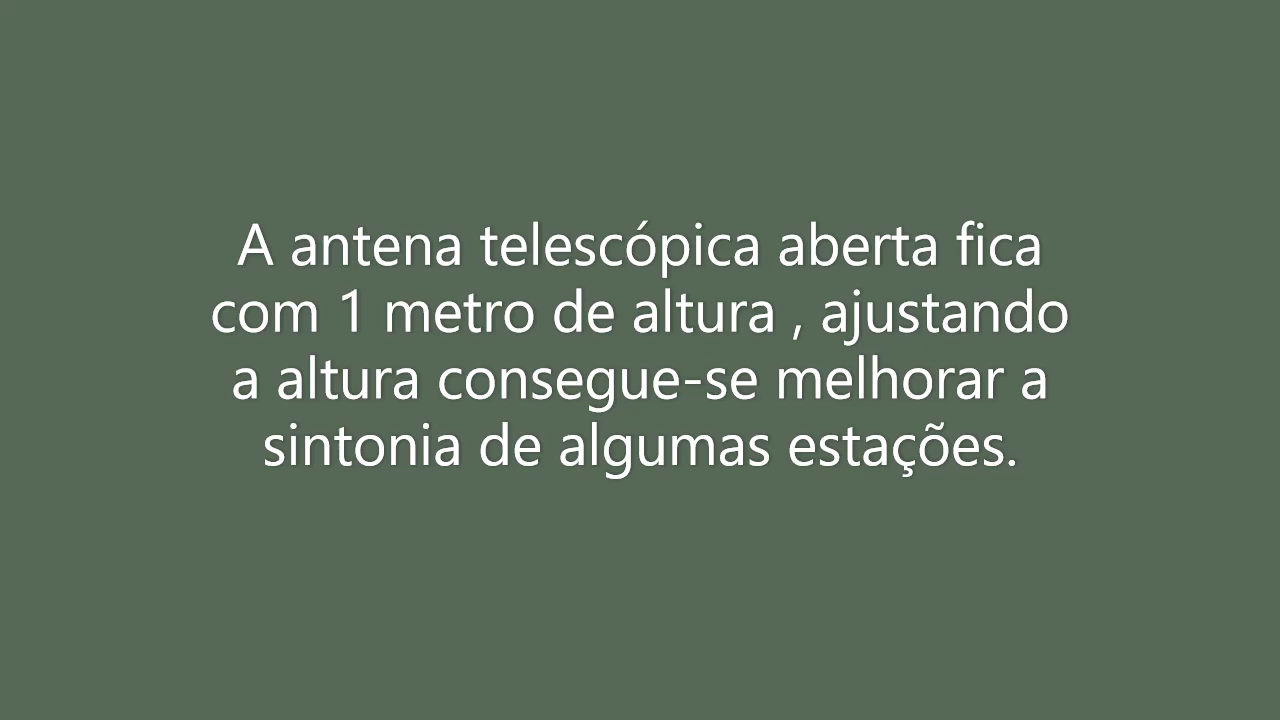 A antena telescópica aberta fica
com 1 metro de altura , ajustando
a altura consegue-se melhorar a
sintonia de algumas estações.